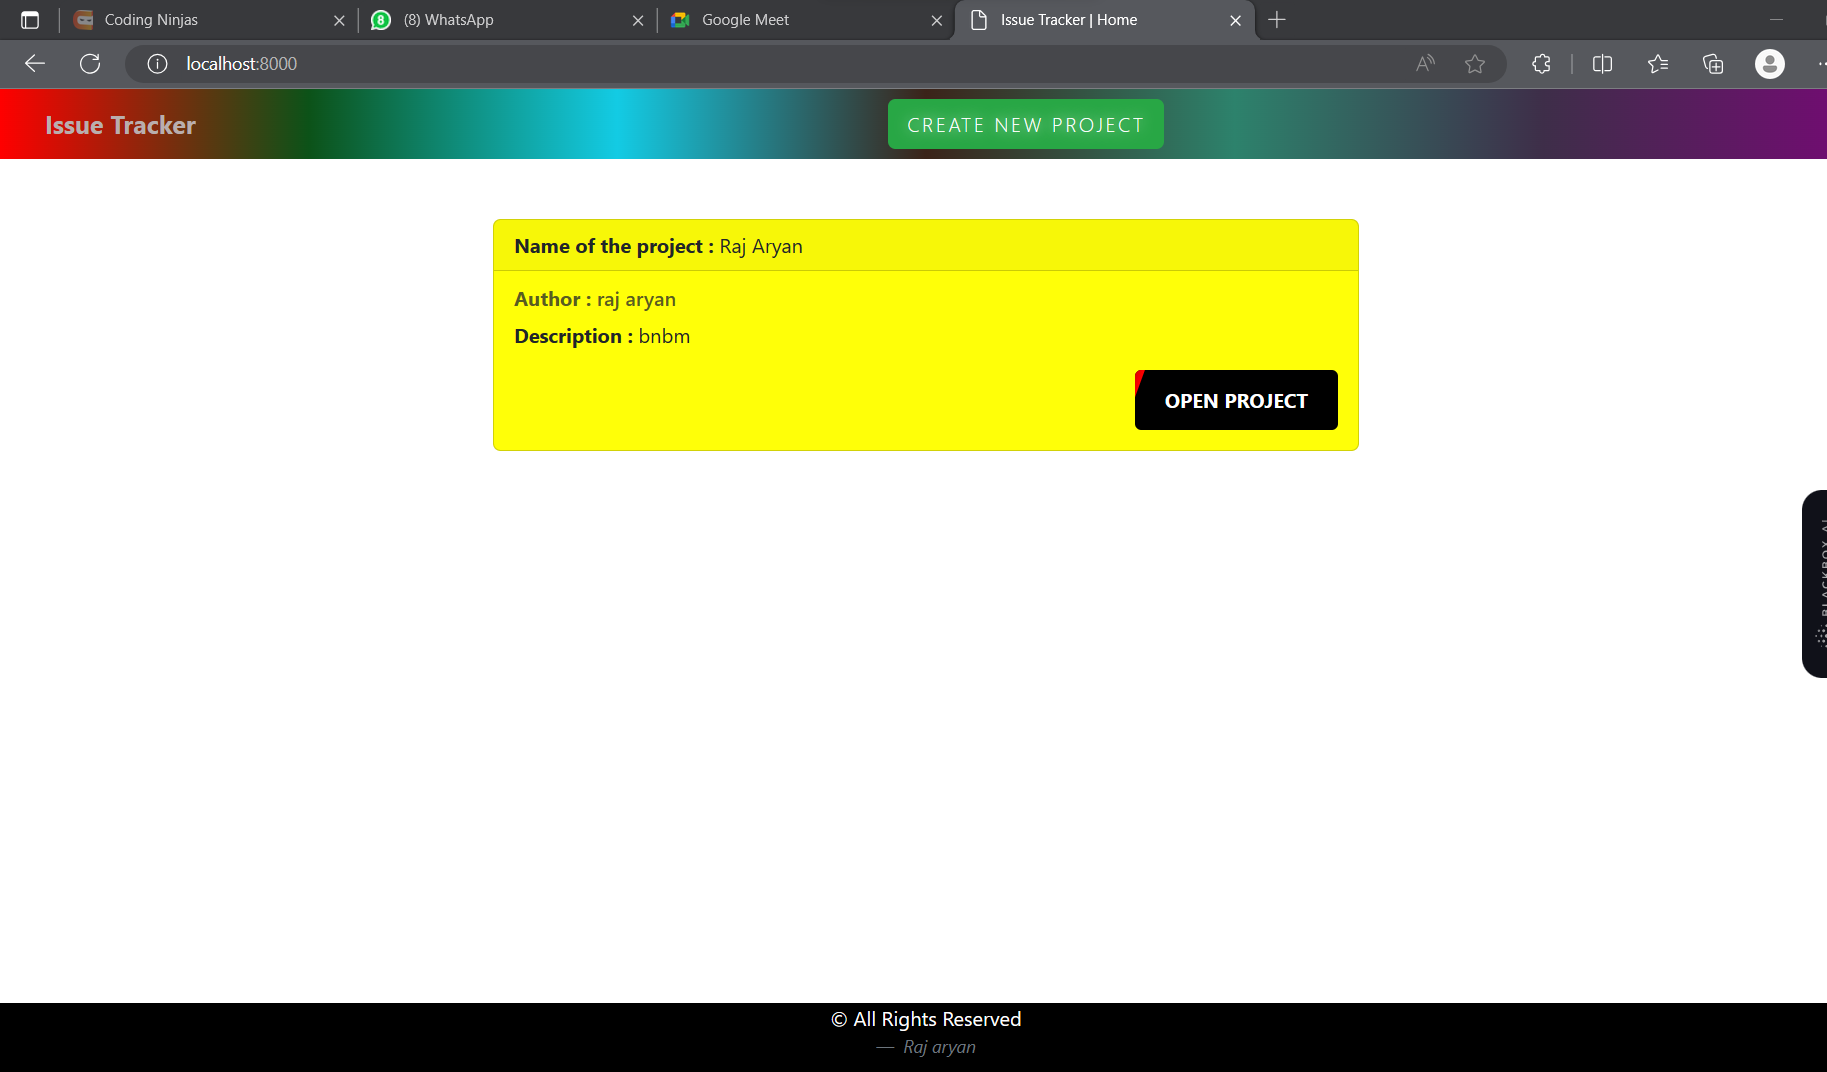 Coding Ninjas
(8) WhatsApp
Google Meet
Issue Tracker | Home
localhost:8000
Issue Tracker
CREATE NEW PROJECT
Name of the project : Raj Aryan
Author : raj aryan
Description : bnbm
OPEN PROJECT
BLACKBOX AI
© All Rights Reserved
— Raj aryan